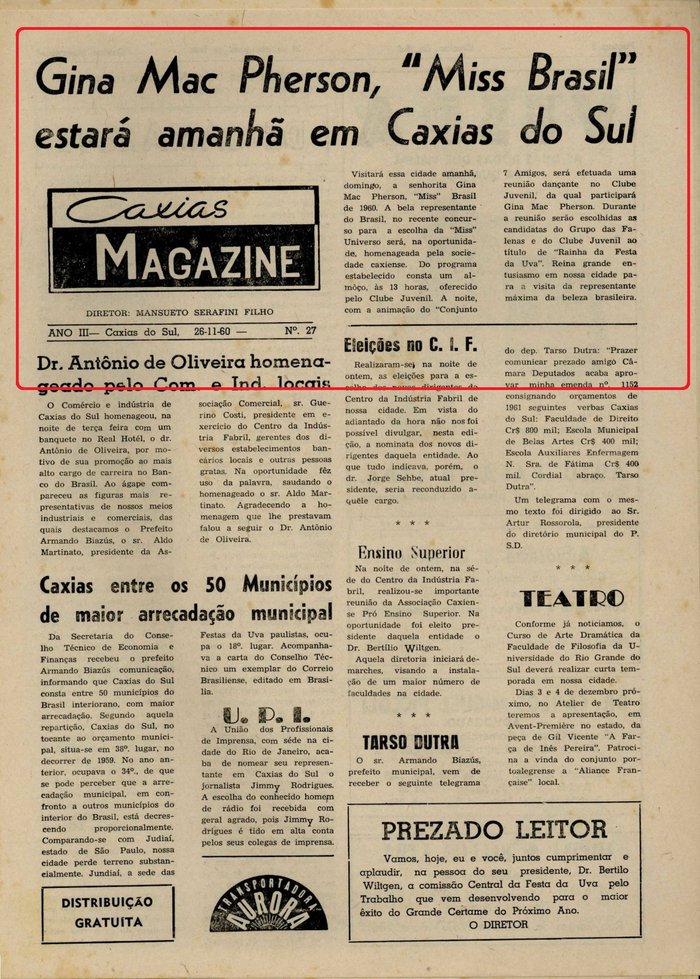 Gina Mac Pherson, "Miss Brasil"
estará amanhã em Caxias do Sul
Caxias
MAGAZINE
DIRETOR: MANSUETO SERAFINI FILHO
ANO III— Caxias do Sul, 26-11-60 — Nº. 27
Visitará essa cidade amanhã,
domingo, a senhorita Gina
Mac Pherson, "Miss" Brasil
de 1960. A bela representante
do Brasil, no recente concur-
so para a escolha da "Miss"
Universo será, na oportunida-
de, homenageada pela socie-
dade caxiense. Do programa
estabelecido consta um al-
môço, às 13 horas, oferecido
pelo Clube Juvenil. A noite,
com a animação do "Conjunto
7 Amigos, será efetuada uma
reunião dançante no Clube
Juvenil, da qual participará
Gina Mac Pherson. Durante
a reunião serão escolhidas as
candidatas do Grupo das Fa-
lenas e do Clube Juvenil ao
título de "Rainha da Festa
da Uva". Reina grande en-
tusiasmo em nossa cidade pa-
ra a visita da representante
máxima da beleza brasileira.
Dr. Antônio de Oliveira homena-
geado pelo Com. e Ind. locais
O Comércio e indústria de
Caxias do Sul homenageou, na
noite de terça feira com um
banquete no Real Hotel, o dr.
Antônio de Oliveira, por mo-
tivo de sua promoção ao mais
alto cargo de carreira no Ban-
co do Brasil. Ao ágape com-
pareceu as figuras mais re-
presentativas de nossos meios
industriais e comerciais, das
quais destacamos o Prefeito
Armando Biazús, o sr. Aldo
Martinato, presidente da As-
sociação Comercial, sr. Gue-
rino Costi, presidente em e-
xercício do Centro da Indús-
tria Fabril, gerentes dos di-
versos estabelecimentos ban-
cários locais e outras pessoas
gratas. Na oportunidade fêz
uso da palavra, saudando o
homenageado o sr. Aldo Mar-
tinato. Agradecendo a ho-
menagem que lhe prestavam
falou a seguir o Dr. Antônio
de Oliveira.
Caxias entre os 50 Municípios
de maior arrecadação municipal
Da Secretaria do Conse-
lho Técnico de Economia e
Finanças recebeu o prefeito
Armando Biazús comunicação,
informando que Caxias do Sul
consta entre 50 municípios do
Brasil interiorano, com maior
arrecadação. Segundo aquela
repartição, Caxias do Sul, no
tocante ao orçamento munici-
pal, situa-se em 38º. lugar, no
decorrer de 1959. No ano an-
terior, ocupava o 34º., de que
se pode perceber que a arre-
cadação municipal, em con-
fronto a outros municípios do
interior do Brasil, está decres-
cendo proporcionalmente.
Comparando-se com Judiaí,
estado de São Paulo, nossa
cidade perde terreno substan-
cialmente. Jundiaí, a sede das
Festas da Uva paulistas, ocu-
pa o 18º. lugar. Acompanha-
va a carta do Conselho Téc-
nico um exemplar do Correio
Brasiliense, editado em Brasí-
lia.
U. P. I.
A União dos Profissionais
de Imprensa, com séde na ci-
dade do Rio de Janeiro, aca-
ba de nomear seu represen-
tante em Caxias do Sul o
jornalista Jimmy Rodrigues.
A escolha do conhecido homem
de rádio foi recebida com
geral agrado, pois Jimmy Ro-
drigues é tido em alta conta
pelos seus colegas de imprensa.
DISTRIBUIÇÃO
GRATUITA
TRANSPORTADORA
AURORA
Eleições no C. I. F.
Realizaram-se, na noite de
ontem, as eleições para a es-
colha dos novos dirigentes do
Centro da Indústria Fabril de
nossa cidade. Em vista do
adiantado da hora não nos foi
possível divulgar, nesta edi-
ção, a nominata dos novos di-
rigentes daquela entidade. Ao
que tudo indicava, porém, o
dr. Jorge Sehbe, atual pre-
sidente, seria reconduzido a-
quêle cargo.
* * *
Ensino Superior
Na noite de ontem, na sé-
de do Centro da Indústria Fa-
bril, realizou-se importante
reunião da Associação Caxien-
se Pró Ensino Superior. Na
oportunidade foi eleito pre-
sidente daquela entidade o
Dr. Bertílio Wiltgen.
Aquela diretoria iniciará de-
marches, visando a instala-
ção de um maior número de
faculdades na cidade.
* * *
TARSO DUTRA
O sr. Armando Biazús,
prefeito municipal, vem de
receber o seguinte telegrama
do dep. Tarso Dutra: "Prazer
comunicar prezado amigo Câ-
mara Deputados acaba apro-
var minha emenda nº. 1152
consignando orçamentos de
1961 seguintes verbas Caxias
do Sul: Faculdade de Direito
Cr$ 800 mil; Escola Municipal
de Belas Artes Cr$ 400 mil;
Escola Auxiliares Enfermagem
N. Sra. de Fátima Cr$ 400
mil. Cordial abraço. Tarso
Dutra".
Um telegrama com o mes-
mo texto foi dirigido ao Sr.
Artur Rossorola, presidente
do diretório municipal do P.
S.D.
* * *
TEATRO
Conforme já noticiamos, o
Curso de Arte Dramática da
Faculdade de Filosofia da U-
niversidade do Rio Grande do
Sul deverá realizar curta tem-
porada em nossa cidade.
Dias 3 e 4 de dezembro pró-
ximo, no Atelier de Teatro
teremos a apresentação, em
Avent-Première no estado, da
peça de Gil Vicente "A Far-
ça de Inês Pereira". Patroci-
na a vinda do conjunto por-
toalegrense a "Aliance Fran-
çaise" local.
PREZADO LEITOR
Vamos, hoje, eu e você, juntos cumprimentar e
aplaudir, na pessoa do seu presidente, Dr. Bertilo
Wiltgen, a comissão Central da Festa da Uva pelo
Trabalho que vem desenvolvendo para o maior
êxito do Grande Certame do Próximo Ano.
O DIRETOR